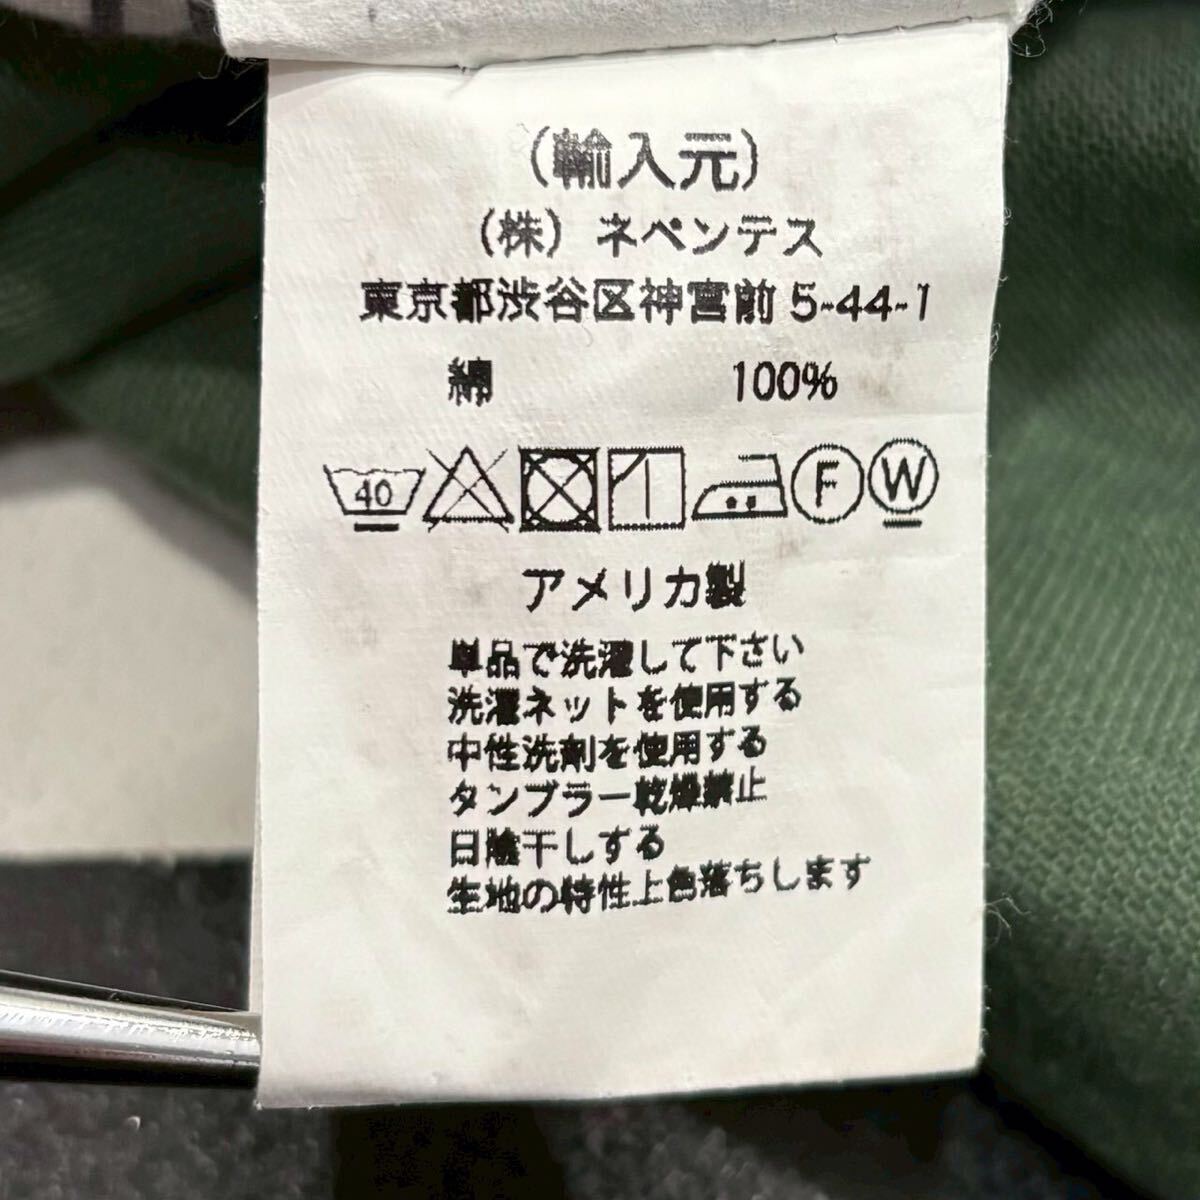 （輸入元）
（株）ネペンテス
東京都渋谷区神宮前5-44-1
綿 100%
40 F W
アメリカ製
単品で洗濯して下さい
洗濯ネットを使用する
中性洗剤を使用する
タンブラー乾燥禁止
日陰干しする
生地の特性上色落ちします